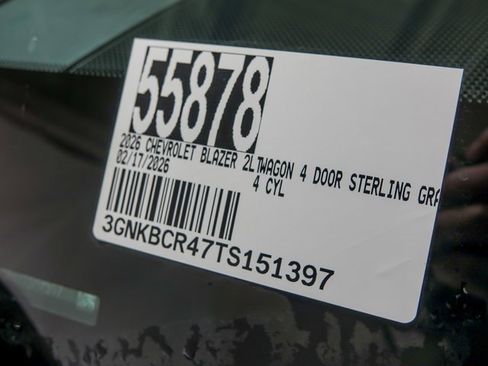 55878
2026 CHEVROLET BLAZER 2LTWAGON 4 DOOR STERLING GRA
02/17/2026 4 CYL
3GNKBCR47TS151397